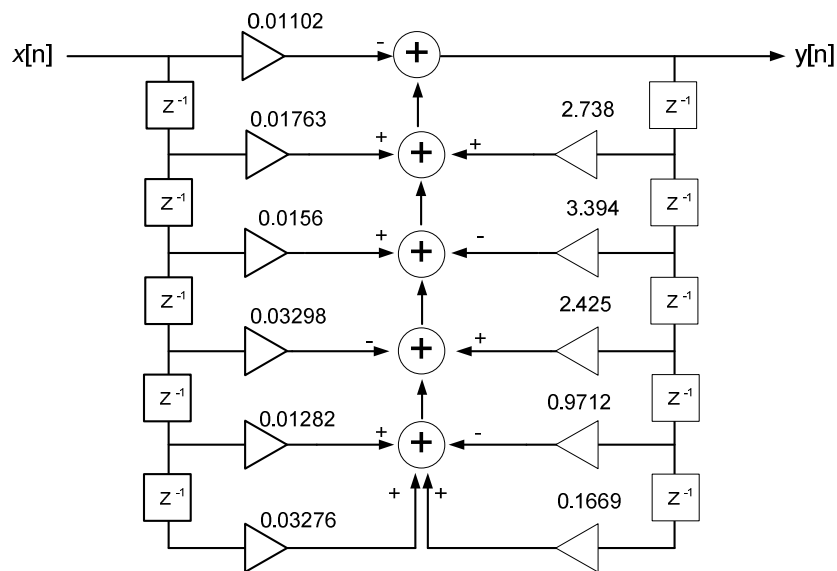 0.01102
x[n] - + y[n]
z-1 z-1
0.01763 2.738
+ + +
z-1 z-1
0.0156 3.394
+ + -
z-1 z-1
0.03298 2.425
- + +
z-1 z-1
0.01282 0.9712
+ + -
z-1 z-1
+ +
0.03276 0.1669